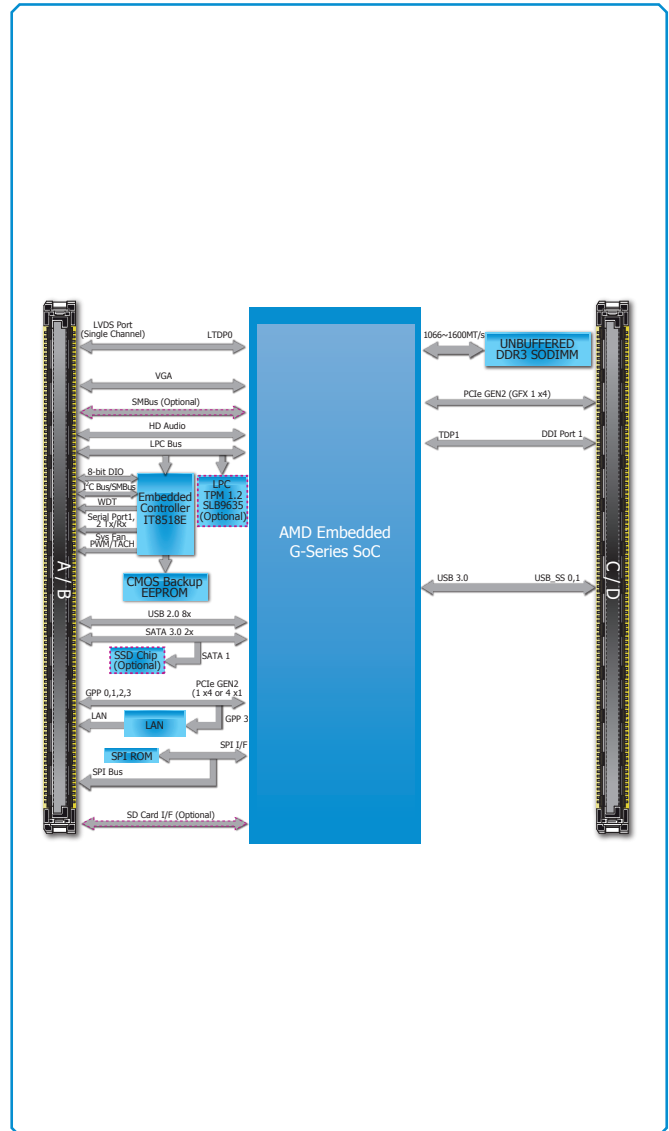 LVDS Port
(Single Channel)
LTDP0
VGA
SMBus (Optional)
HD Audio
LPC Bus
8-bit DIO
I²C Bus/SMBus
WDT
Serial Port1,
2 Tx/Rx
Sys Fan
PWM/TACH
Embedded
Controller
IT8518E
LPC
TPM 1.2
SLB9635
(Optional)
CMOS Backup
EEPROM
USB 2.0 8x
SATA 3.0 2x
SSD Chip
(Optional)
SATA 1
GPP 0,1,2,3
PCIe GEN2
(1 x4 or 4 x1
LAN
LAN
GPP 3
SPI I/F
SPI ROM
SPI Bus
SD Card I/F (Optional)
A / B
AMD Embedded
G-Series SoC
1066~1600MT/s
UNBUFFERED
DDR3 SODIMM
PCIe GEN2 (GFX 1 x4)
TDP1
DDI Port 1
USB 3.0
USB_SS 0,1
C / D